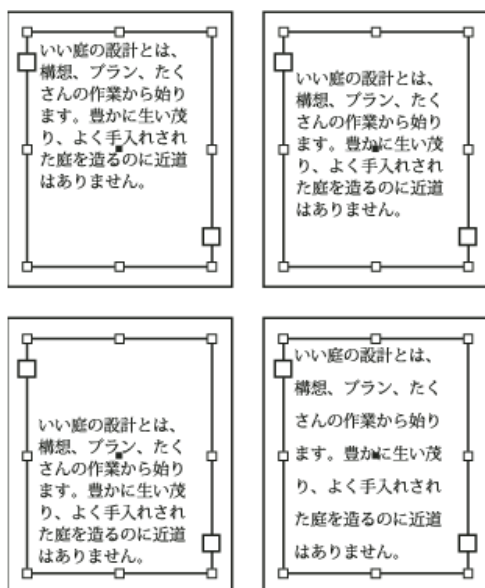 いい庭の設計とは、
構想、プラン、たく
さんの作業から始り
ます。豊かに生い茂
り、よく手入れされ
た庭を造るのに近道
はありません。
いい庭の設計とは、
構想、プラン、たく
さんの作業から始り
ます。豊かに生い茂
り、よく手入れされ
た庭を造るのに近道
はありません。
いい庭の設計とは、
構想、プラン、たく
さんの作業から始り
ます。豊かに生い茂
り、よく手入れされ
た庭を造るのに近道
はありません。
いい庭の設計とは、
構想、プラン、たく
さんの作業から始り
ます。豊かに生い茂
り、よく手入れされ
た庭を造るのに近道
はありません。